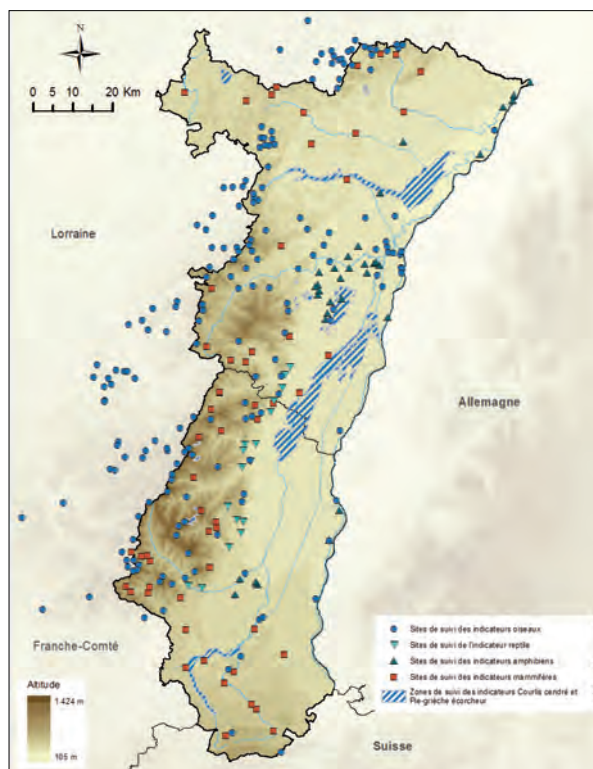 N
0 5 10 20 Km
Lorraine
Allemagne
Franche-Comté
Suisse
Altitude
1 424 m
105 m
Sites de suivi des indicateurs oiseaux
Sites de suivi de l'indicateur reptile
Sites de suivi des indicateurs amphibiens
Sites de suivi des indicateurs mammifères
Zones de suivi des indicateurs Courlis cendré et
Pie-grièche écorcheur